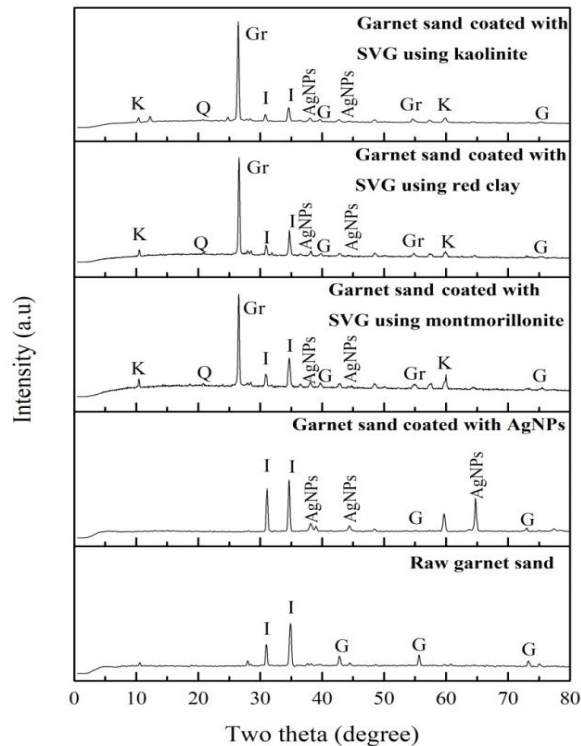 Garnet sand coated with
SVG using kaolinite
K Q Gr I I AgNPs G AgNPs Gr K G
Garnet sand coated with
SVG using red clay
K Q Gr I I AgNPs G AgNPs Gr K G
Garnet sand coated with
SVG using montmorillonite
K Q Gr I I AgNPs G AgNPs Gr K G
Garnet sand coated with AgNPs
I I AgNPs AgNPs G AgNPs G
Raw garnet sand
I I G G G
Intensity (a.u)
0 10 20 30 40 50 60 70 80
Two theta (degree)